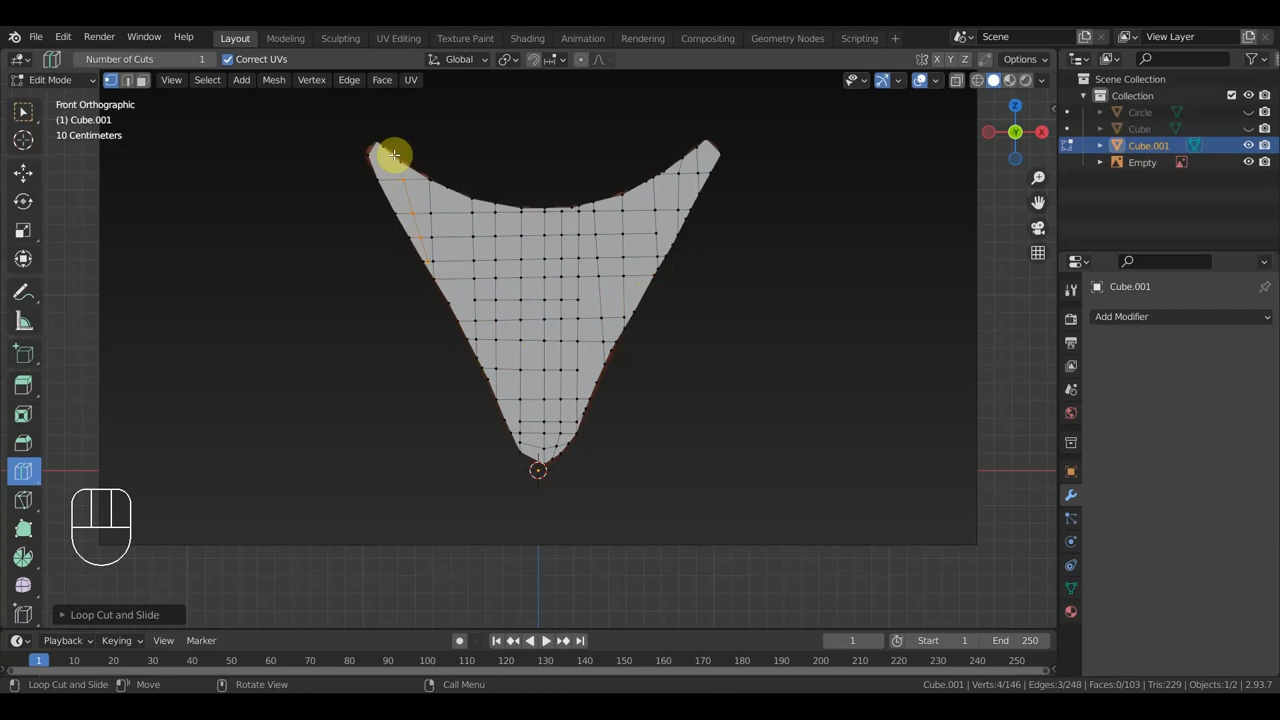 File Edit Render Window Help Layout Modeling Sculpting UV Editing Texture Paint Shading Animation Rendering Compositing Geometry Nodes Scripting + Scene View Layer
Number of Cuts 1 Correct UVs Global X Y Z Options
Edit Mode View Select Add Mesh Vertex Edge Face UV
Scene Collection
Collection
Circle
Cube
Cube.001
Empty
Front Orthographic
(1) Cube.001
10 Centimeters
Z
X
-Y
Cube.001
Add Modifier
Loop Cut and Slide
Playback Keying View Marker 1 Start 1 End 250
1 10 20 30 40 50 60 70 80 90 100 110 120 130 140 150 160 170 180 190 200 210 220 230 240 250
Loop Cut and Slide Move Rotate View Call Menu Cube.001 | Verts:4/146 | Edges:3/248 | Faces:0/103 | Tris:229 | Objects:1/2 | 2.93.7